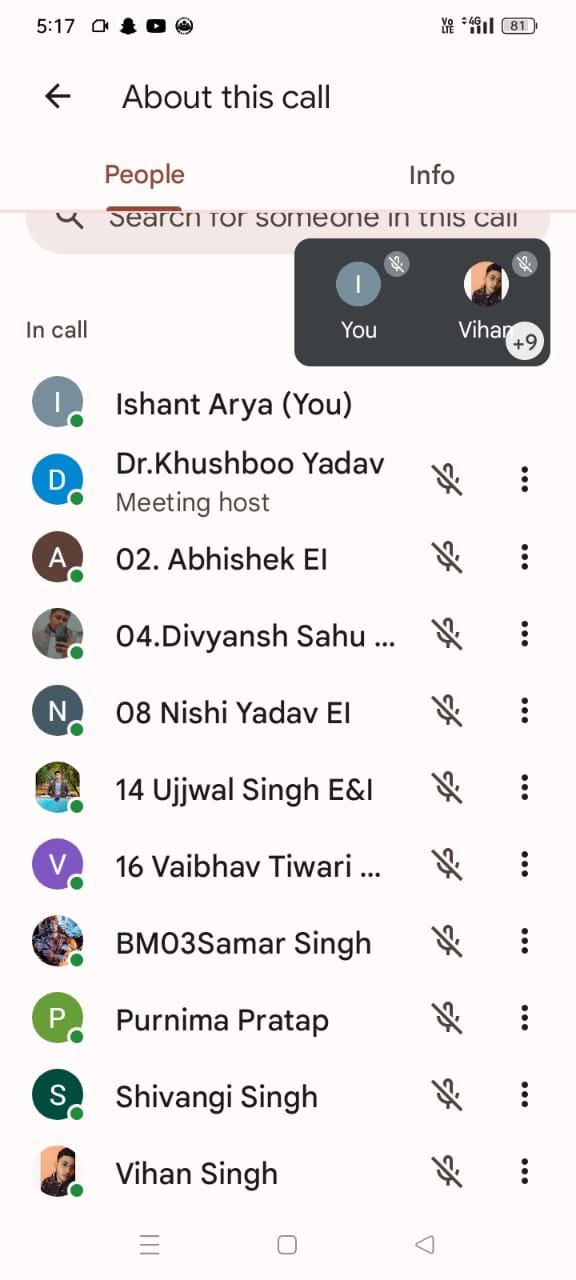 5:17
Vo LTE 4G 81
About this call
People
Info
Search for someone in this call
I
You
Vihan
+9
In call
I
Ishant Arya (You)
D
Dr.Khushboo Yadav
Meeting host
A
02. Abhishek EI
04.Divyansh Sahu ...
N
08 Nishi Yadav EI
14 Ujjwal Singh E&I
V
16 Vaibhav Tiwari ...
BM03Samar Singh
P
Purnima Pratap
S
Shivangi Singh
Vihan Singh